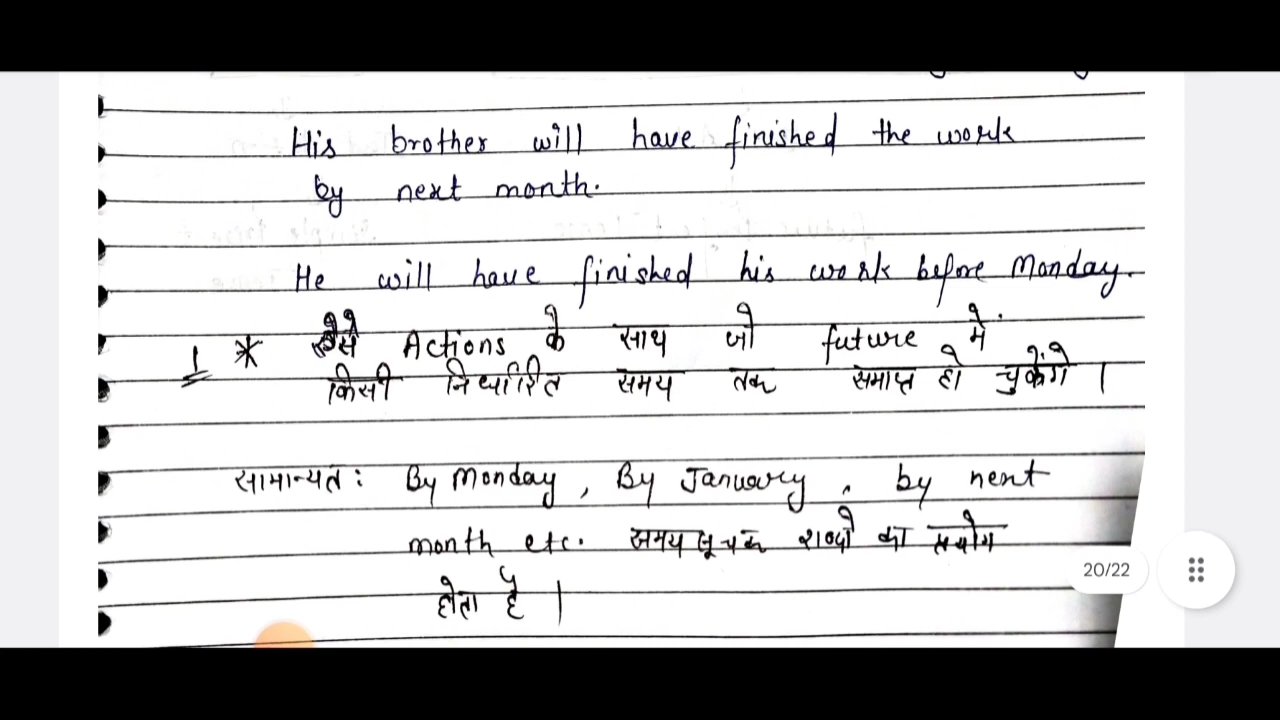 His brother will have finished the work
by next month.
He will have finished his work before Monday.
1 * ऐसे Actions के साथ जो future में
किसी निर्धारित समय तक समाप्त हो चुकेंगे ।
सामान्यतः By Monday, By January, by next
month etc. समय सूचक शब्दों का प्रयोग
होता है ।
20/22